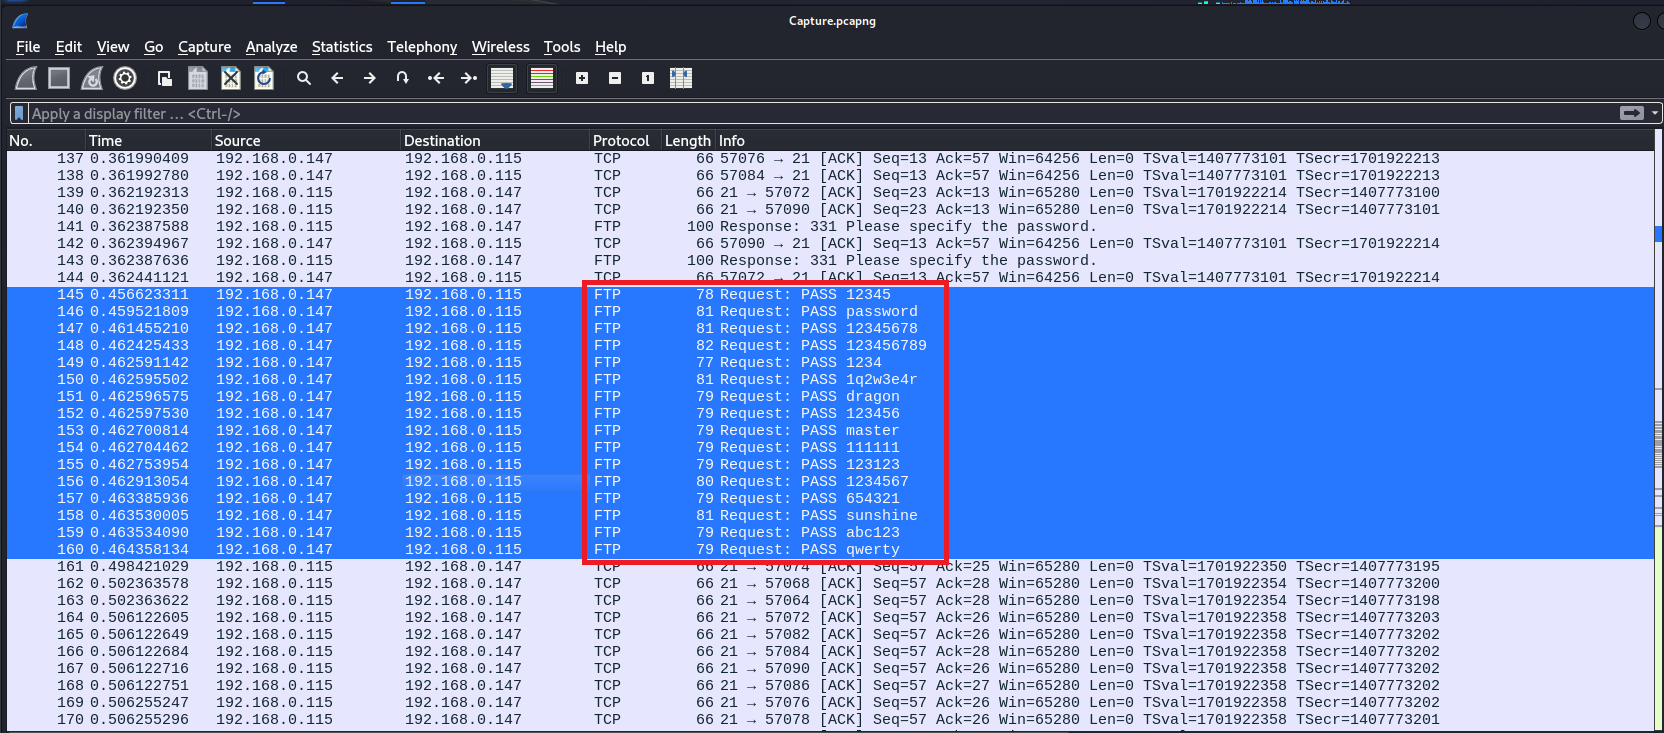 Capture.pcapng
File Edit View Go Capture Analyze Statistics Telephony Wireless Tools Help
Apply a display filter … <Ctrl-/>
No. Time Source Destination Protocol Length Info
137 0.361990409 192.168.0.147 192.168.0.115 TCP 66 57076 → 21 [ACK] Seq=13 Ack=57 Win=64256 Len=0 TSval=1407773101 TSecr=1701922213
138 0.361992780 192.168.0.147 192.168.0.115 TCP 66 57084 → 21 [ACK] Seq=13 Ack=57 Win=64256 Len=0 TSval=1407773101 TSecr=1701922213
139 0.362192313 192.168.0.115 192.168.0.147 TCP 66 21 → 57072 [ACK] Seq=23 Ack=13 Win=65280 Len=0 TSval=1701922214 TSecr=1407773100
140 0.362192350 192.168.0.115 192.168.0.147 TCP 66 21 → 57090 [ACK] Seq=23 Ack=13 Win=65280 Len=0 TSval=1701922214 TSecr=1407773101
141 0.362387588 192.168.0.115 192.168.0.147 FTP 100 Response: 331 Please specify the password.
142 0.362394967 192.168.0.147 192.168.0.115 TCP 66 57090 → 21 [ACK] Seq=13 Ack=57 Win=64256 Len=0 TSval=1407773101 TSecr=1701922214
143 0.362387636 192.168.0.115 192.168.0.147 FTP 100 Response: 331 Please specify the password.
144 0.362441121 192.168.0.147 192.168.0.115 TCP 66 57072 → 21 [ACK] Seq=13 Ack=57 Win=64256 Len=0 TSval=1407773101 TSecr=1701922214
145 0.456623311 192.168.0.147 192.168.0.115 FTP 78 Request: PASS 12345
146 0.459521809 192.168.0.147 192.168.0.115 FTP 81 Request: PASS password
147 0.461455210 192.168.0.147 192.168.0.115 FTP 81 Request: PASS 12345678
148 0.462425433 192.168.0.147 192.168.0.115 FTP 82 Request: PASS 123456789
149 0.462591142 192.168.0.147 192.168.0.115 FTP 77 Request: PASS 1234
150 0.462595502 192.168.0.147 192.168.0.115 FTP 81 Request: PASS 1q2w3e4r
151 0.462596575 192.168.0.147 192.168.0.115 FTP 79 Request: PASS dragon
152 0.462597530 192.168.0.147 192.168.0.115 FTP 79 Request: PASS 123456
153 0.462700814 192.168.0.147 192.168.0.115 FTP 79 Request: PASS master
154 0.462704462 192.168.0.147 192.168.0.115 FTP 79 Request: PASS 111111
155 0.462753954 192.168.0.147 192.168.0.115 FTP 79 Request: PASS 123123
156 0.462913054 192.168.0.147 192.168.0.115 FTP 80 Request: PASS 1234567
157 0.463385936 192.168.0.147 192.168.0.115 FTP 79 Request: PASS 654321
158 0.463530005 192.168.0.147 192.168.0.115 FTP 81 Request: PASS sunshine
159 0.463534090 192.168.0.147 192.168.0.115 FTP 79 Request: PASS abc123
160 0.464358134 192.168.0.147 192.168.0.115 FTP 79 Request: PASS qwerty
161 0.498421029 192.168.0.115 192.168.0.147 TCP 66 21 → 57074 [ACK] Seq=57 Ack=25 Win=65280 Len=0 TSval=1701922350 TSecr=1407773195
162 0.502363578 192.168.0.115 192.168.0.147 TCP 66 21 → 57068 [ACK] Seq=57 Ack=28 Win=65280 Len=0 TSval=1701922354 TSecr=1407773200
163 0.502363622 192.168.0.115 192.168.0.147 TCP 66 21 → 57064 [ACK] Seq=57 Ack=28 Win=65280 Len=0 TSval=1701922354 TSecr=1407773198
164 0.506122605 192.168.0.115 192.168.0.147 TCP 66 21 → 57072 [ACK] Seq=57 Ack=26 Win=65280 Len=0 TSval=1701922358 TSecr=1407773203
165 0.506122649 192.168.0.115 192.168.0.147 TCP 66 21 → 57082 [ACK] Seq=57 Ack=26 Win=65280 Len=0 TSval=1701922358 TSecr=1407773202
166 0.506122684 192.168.0.115 192.168.0.147 TCP 66 21 → 57084 [ACK] Seq=57 Ack=28 Win=65280 Len=0 TSval=1701922358 TSecr=1407773202
167 0.506122716 192.168.0.115 192.168.0.147 TCP 66 21 → 57090 [ACK] Seq=57 Ack=26 Win=65280 Len=0 TSval=1701922358 TSecr=1407773202
168 0.506122751 192.168.0.115 192.168.0.147 TCP 66 21 → 57086 [ACK] Seq=57 Ack=27 Win=65280 Len=0 TSval=1701922358 TSecr=1407773202
169 0.506255247 192.168.0.115 192.168.0.147 TCP 66 21 → 57076 [ACK] Seq=57 Ack=26 Win=65280 Len=0 TSval=1701922358 TSecr=1407773202
170 0.506255296 192.168.0.115 192.168.0.147 TCP 66 21 → 57078 [ACK] Seq=57 Ack=26 Win=65280 Len=0 TSval=1701922358 TSecr=1407773201